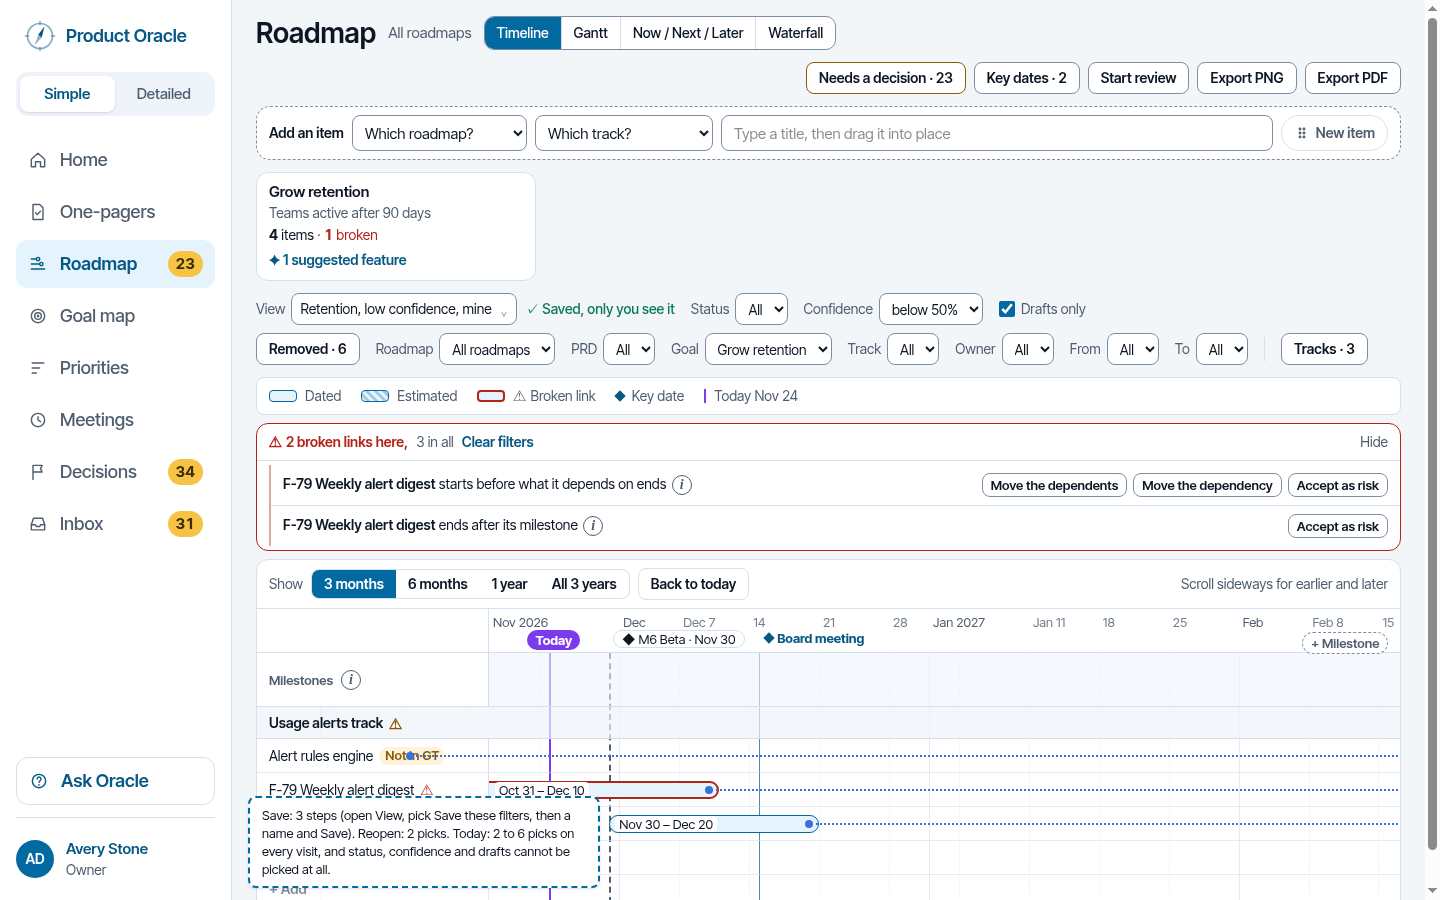 Product Oracle
Simple
Detailed
Home
One-pagers
Roadmap
23
Goal map
Priorities
Meetings
Decisions
34
Inbox
31
Ask Oracle
AD
Avery Stone
Owner
Roadmap
All roadmaps
Timeline
Gantt
Now / Next / Later
Waterfall
Needs a decision · 23
Key dates · 2
Start review
Export PNG
Export PDF
Add an item
Which roadmap?
Which track?
Type a title, then drag it into place
New item
Grow retention
Teams active after 90 days
4 items · 1 broken
1 suggested feature
View
Retention, low confidence, mine
✓ Saved, only you see it
Status
All
Confidence
below 50%
Drafts only
Removed · 6
Roadmap
All roadmaps
PRD
All
Goal
Grow retention
Track
All
Owner
All
From
All
To
All
Tracks · 3
Dated
Estimated
⚠ Broken link
Key date
Today Nov 24
⚠ 2 broken links here, 3 in all Clear filters
Hide
F-79 Weekly alert digest starts before what it depends on ends
i
Move the dependents
Move the dependency
Accept as risk
F-79 Weekly alert digest ends after its milestone
i
Accept as risk
Show
3 months
6 months
1 year
All 3 years
Back to today
Scroll sideways for earlier and later
Nov 2026
Dec
Dec 7
14
21
28
Jan 2027
Jan 11
18
25
Feb
Feb 8
15
Today
◆ M6 Beta · Nov 30
◆ Board meeting
+ Milestone
Milestones
i
Usage alerts track ⚠
Alert rules engine
F-79 Weekly alert digest ⚠
Oct 31 – Dec 10
Nov 30 – Dec 20
Save: 3 steps (open View, pick Save these filters, then a
name and Save). Reopen: 2 picks. Today: 2 to 6 picks on
every visit, and status, confidence and drafts cannot be
picked at all.
+ Add